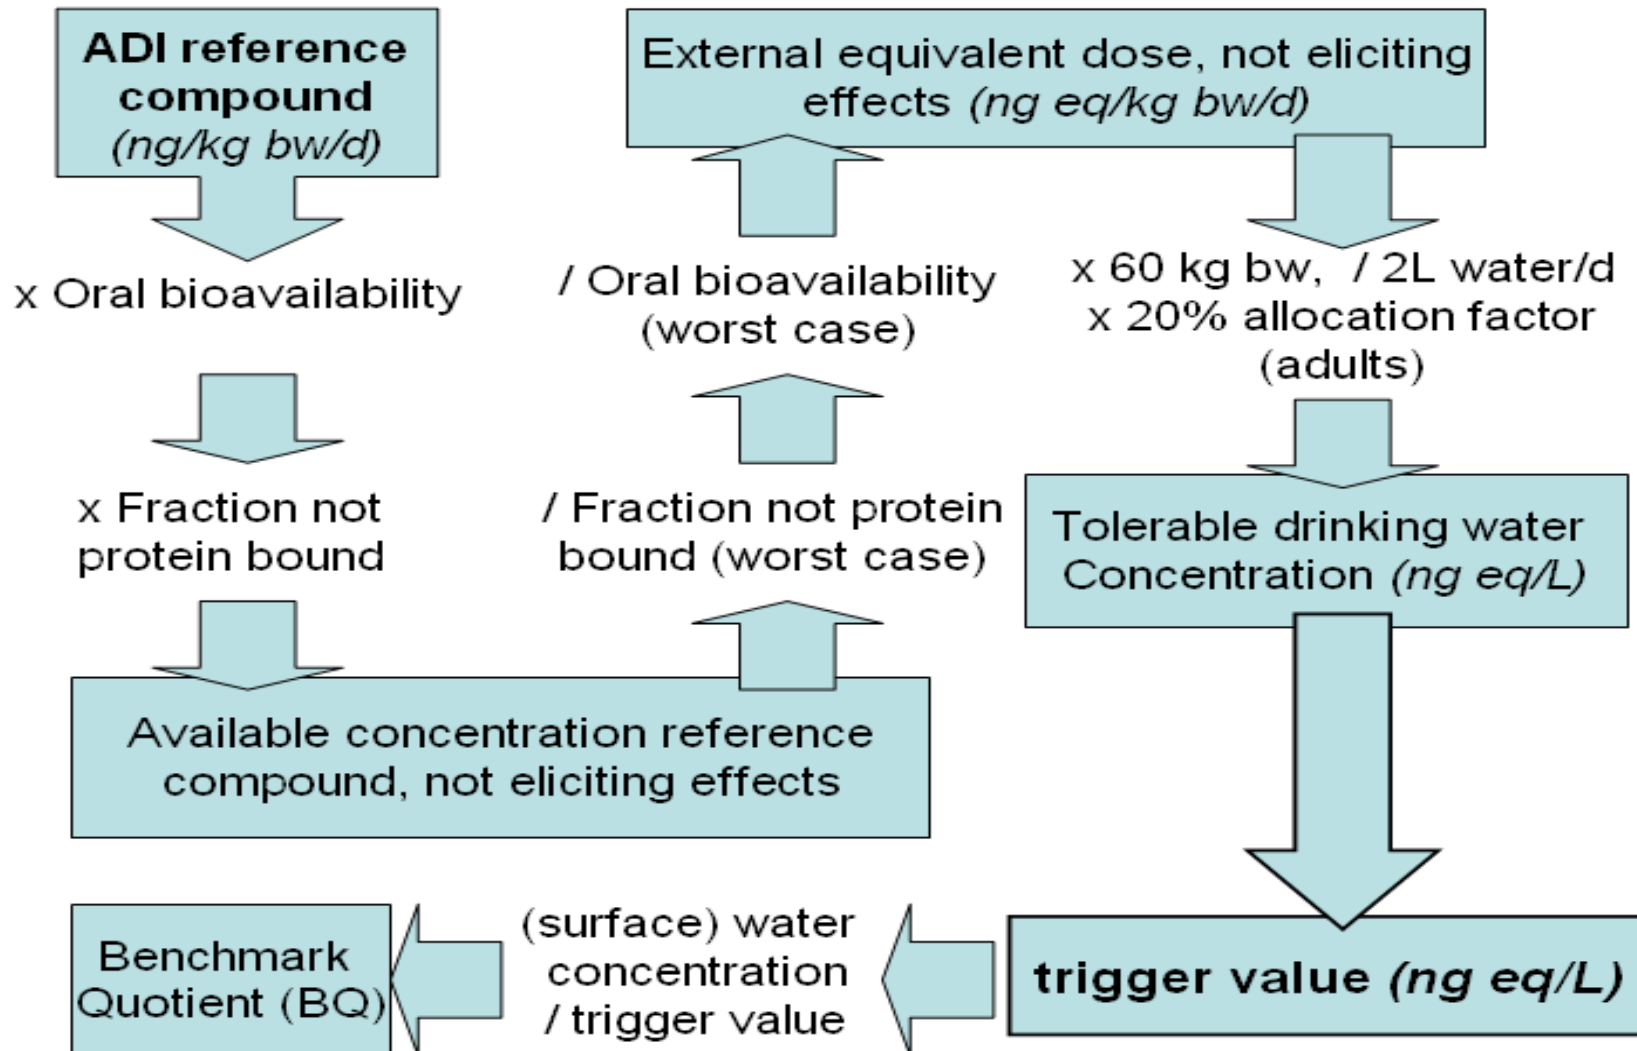 ADI reference
compound
(ng/kg bw/d)
x Oral bioavailability
x Fraction not
protein bound
Available concentration reference
compound, not eliciting effects
/ Fraction not protein
bound (worst case)
/ Oral bioavailability
(worst case)
External equivalent dose, not eliciting
effects (ng eq/kg bw/d)
x 60 kg bw, / 2L water/d
x 20% allocation factor
(adults)
Tolerable drinking water
Concentration (ng eq/L)
trigger value (ng eq/L)
(surface) water
concentration
/ trigger value
Benchmark
Quotient (BQ)